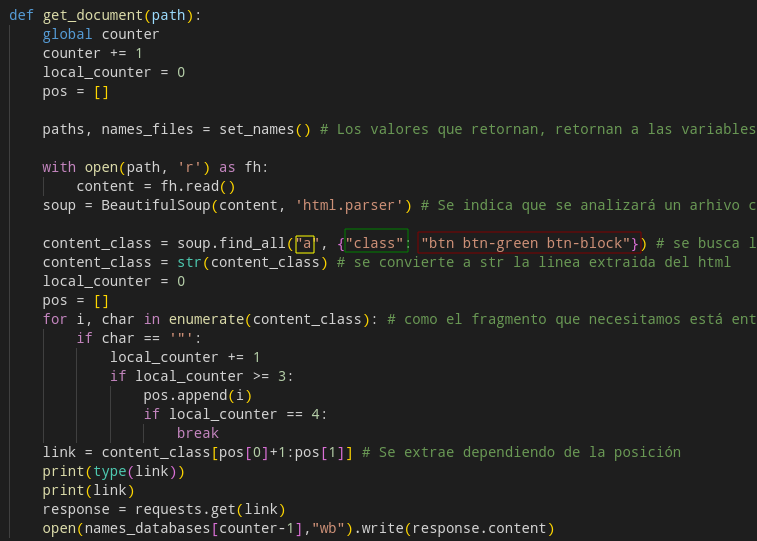 def get_document(path):
    global counter
    counter += 1
    local_counter = 0
    pos = []
    paths, names_files = set_names() # Los valores que retornan, retornan a las variables
    with open(path, 'r') as fh:
        content = fh.read()
    soup = BeautifulSoup(content, 'html.parser') # Se indica que se analizará un arhivo c
    content_class = soup.find_all("a", {"class": "btn btn-green btn-block"}) # se busca l
    content_class = str(content_class) # se convierte a str la linea extraida del html
    local_counter = 0
    pos = []
    for i, char in enumerate(content_class): # como el fragmento que necesitamos está ent
        if char == '"':
            local_counter += 1
            if local_counter >= 3:
                pos.append(i)
                if local_counter == 4:
                    break
    link = content_class[pos[0]+1:pos[1]] # Se extrae dependiendo de la posición
    print(type(link))
    print(link)
    response = requests.get(link)
    open(names_databases[counter-1],"wb").write(response.content)